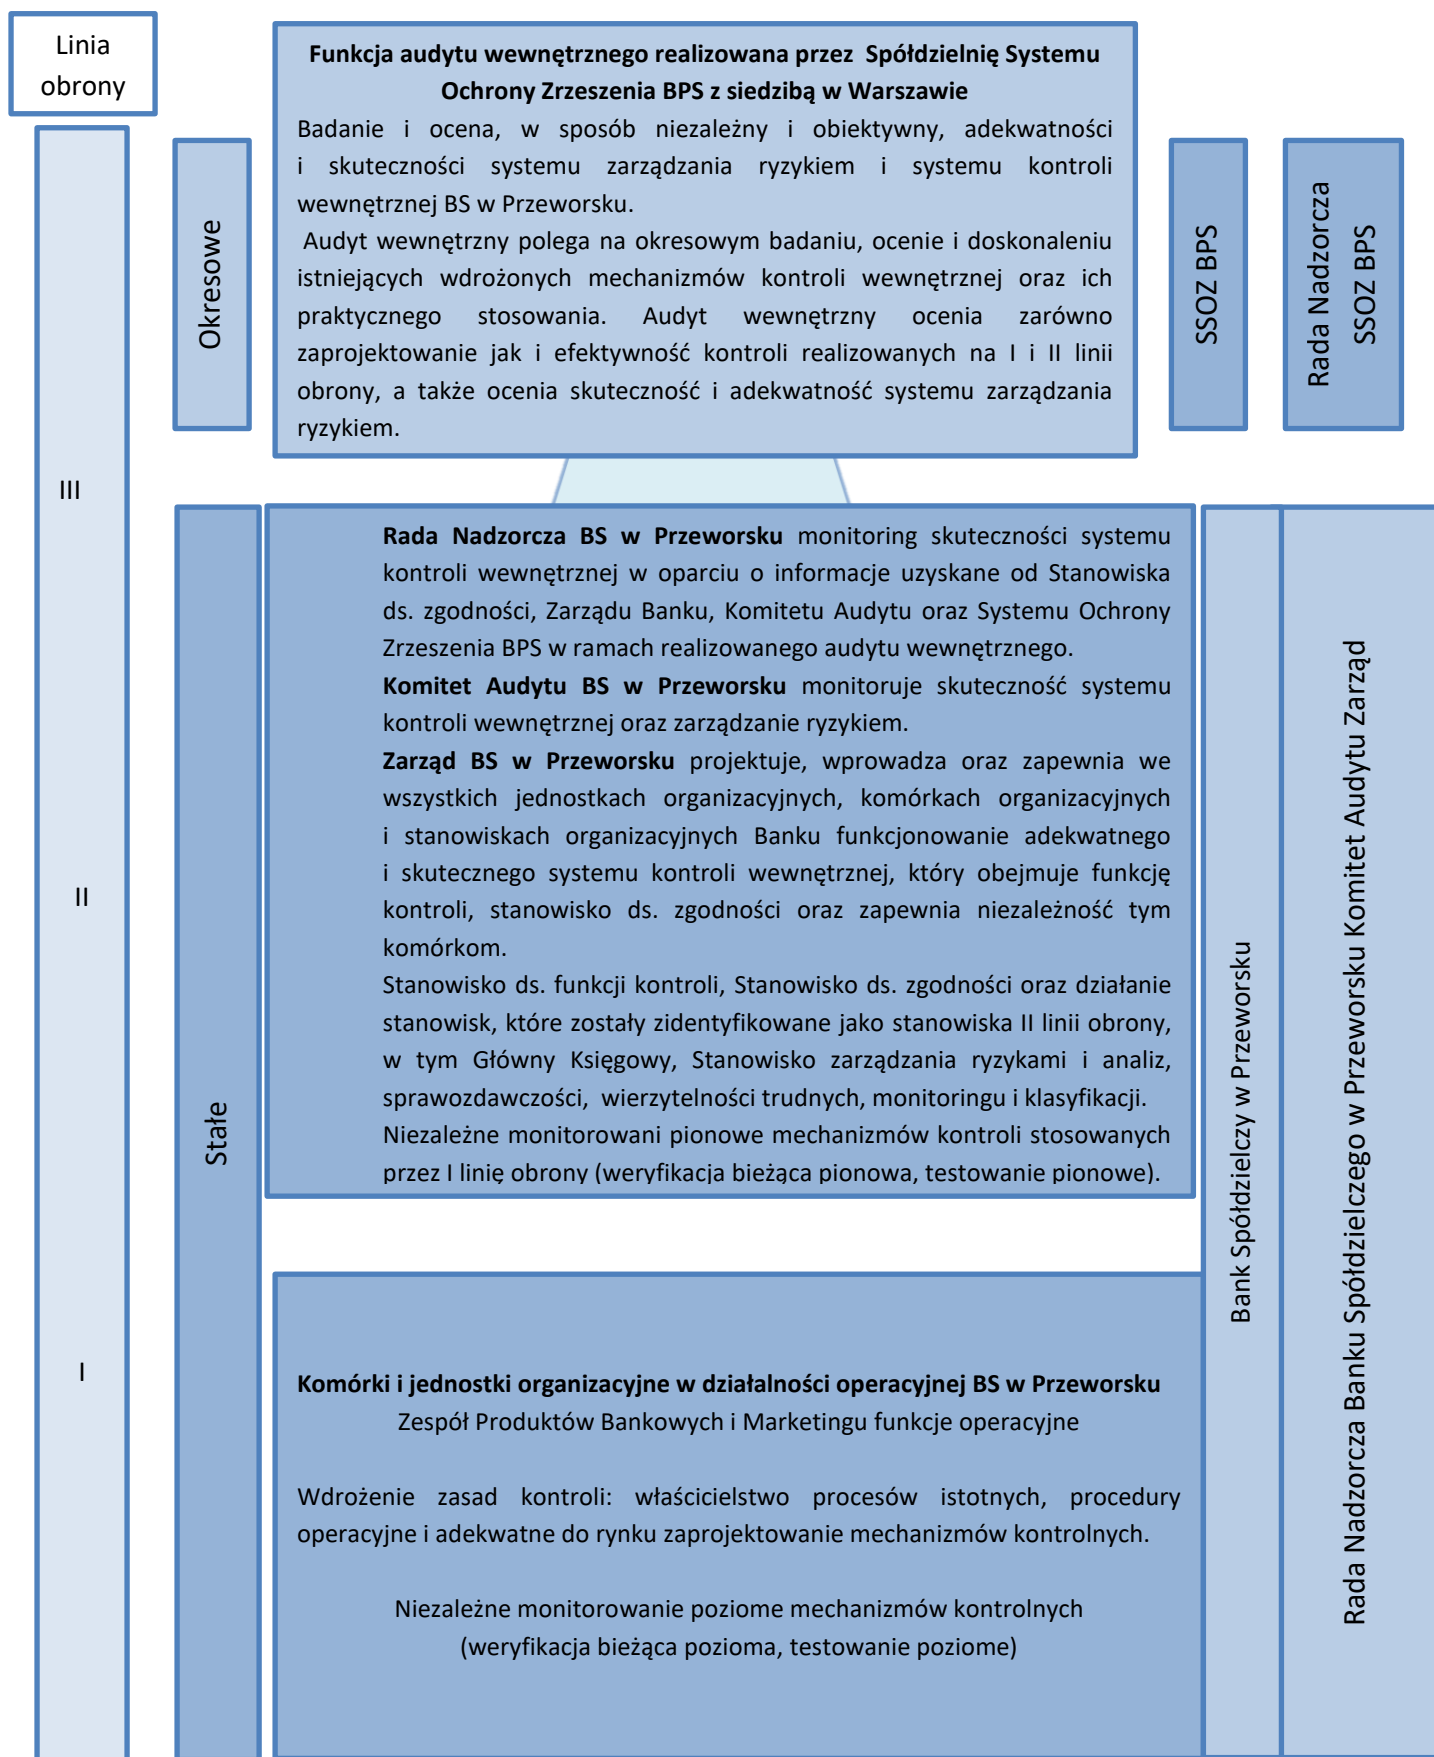 Linia
obrony
Funkcja audytu wewnętrznego realizowana przez Spółdzielnię Systemu
Ochrony Zrzeszenia BPS z siedzibą w Warszawie
Badanie i ocena, w sposób niezależny i obiektywny, adekwatności
i skuteczności systemu zarządzania ryzykiem i systemu kontroli
wewnętrznej BS w Przeworsku.
Audyt wewnętrzny polega na okresowym badaniu, ocenie i doskonaleniu
istniejących wdrożonych mechanizmów kontroli wewnętrznej oraz ich
praktycznego stosowania. Audyt wewnętrzny ocenia zarówno
zaprojektowanie jak i efektywność kontroli realizowanych na I i II linii
obrony, a także ocenia skuteczność i adekwatność systemu zarządzania
ryzykiem.
Okresowe
SSOZ BPS
Rada Nadzorcza
SSOZ BPS
III
Rada Nadzorcza BS w Przeworsku monitoring skuteczności systemu
kontroli wewnętrznej w oparciu o informacje uzyskane od Stanowiska
ds. zgodności, Zarządu Banku, Komitetu Audytu oraz Systemu Ochrony
Zrzeszenia BPS w ramach realizowanego audytu wewnętrznego.
Komitet Audytu BS w Przeworsku monitoruje skuteczność systemu
kontroli wewnętrznej oraz zarządzanie ryzykiem.
Zarząd BS w Przeworsku projektuje, wprowadza oraz zapewnia we
wszystkich jednostkach organizacyjnych, komórkach organizacyjnych
i stanowiskach organizacyjnych Banku funkcjonowanie adekwatnego
i skutecznego systemu kontroli wewnętrznej, który obejmuje funkcję
kontroli, stanowisko ds. zgodności oraz zapewnia niezależność tym
komórkom.
Stanowisko ds. funkcji kontroli, Stanowisko ds. zgodności oraz działanie
stanowisk, które zostały zidentyfikowane jako stanowiska II linii obrony,
w tym Główny Księgowy, Stanowisko zarządzania ryzykami i analiz,
sprawozdawczości, wierzytelności trudnych, monitoringu i klasyfikacji.
Niezależne monitorowani pionowe mechanizmów kontroli stosowanych
przez I linię obrony (weryfikacja bieżąca pionowa, testowanie pionowe).
II
Stałe
Bank Spółdzielczy w Przeworsku
Rada Nadzorcza Banku Spółdzielczego w Przeworsku Komitet Audytu Zarząd
I
Komórki i jednostki organizacyjne w działalności operacyjnej BS w Przeworsku
Zespół Produktów Bankowych i Marketingu funkcje operacyjne
Wdrożenie zasad kontroli: właścicielstwo procesów istotnych, procedury
operacyjne i adekwatne do rynku zaprojektowanie mechanizmów kontrolnych.
Niezależne monitorowanie poziome mechanizmów kontrolnych
(weryfikacja bieżąca pozioma, testowanie poziome)